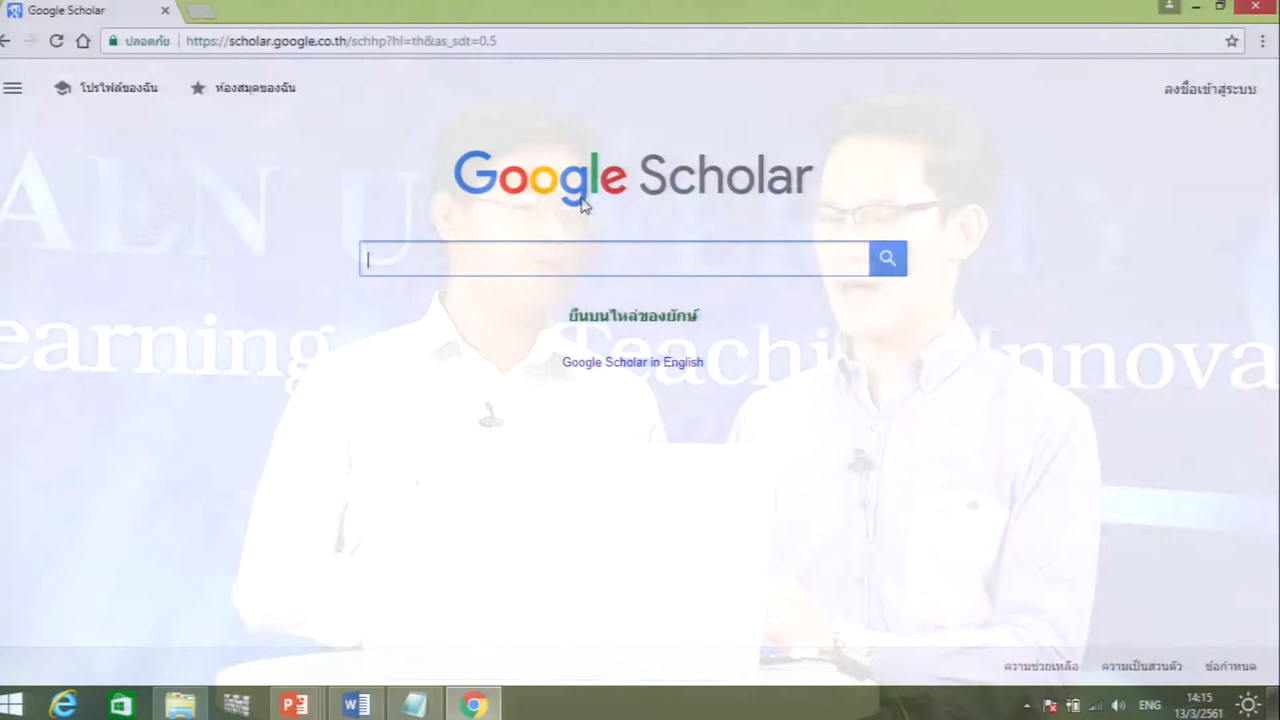 Google Scholar
ปลอดภัย
https://scholar.google.co.th/schhp?hl=th&as_sdt=0,5
โปรไฟล์ของฉัน
ห้องสมุดของฉัน
ลงชื่อเข้าสู่ระบบ
Google Scholar
ยืนบนไหล่ของยักษ์
Google Scholar in English
earning Teaching Innova
ความช่วยเหลือ
ความเป็นส่วนตัว
ข้อกำหนด
ENG
14:15
13/3/2561